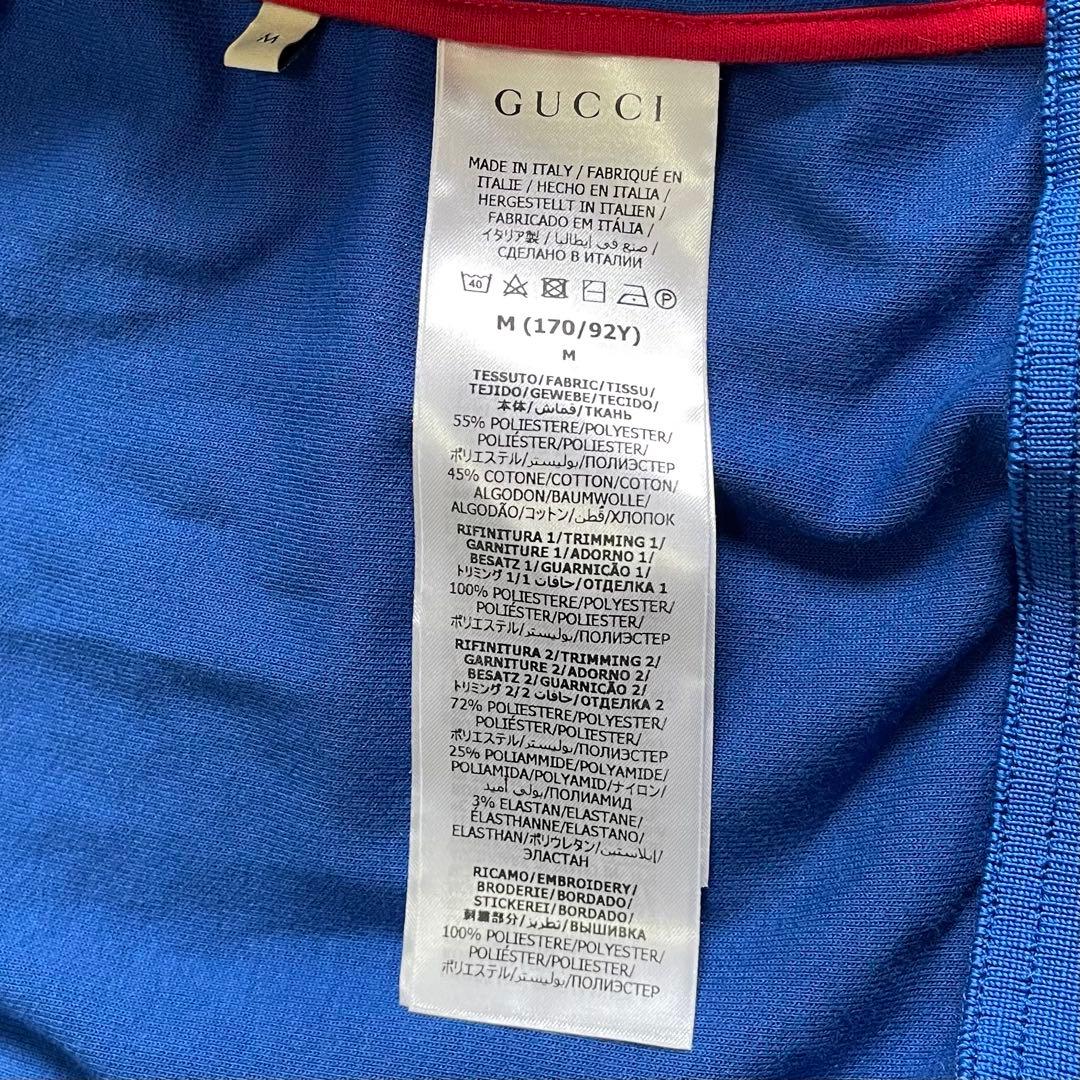 M
GUCCI
MADE IN ITALY / FABRIQUÉ EN
ITALIE / HECHO EN ITALIA /
HERGESTELLT IN ITALIEN /
FABRICADO EM ITÁLIA /
イタリア製 / صنع في إيطاليا /
СДЕЛАНО В ИТАЛИИ
40 P
M (170/92Y)
M
TESSUTO/FABRIC/TISSU/
TEJIDO/GEWEBE/TECIDO/
本体/قماش/ТКАНЬ
55% POLIESTERE/POLYESTER/
POLIÉSTER/POLIESTER/
ポリエステル/بوليستر/ПОЛИЭСТЕР
45% COTONE/COTTON/COTON/
ALGODON/BAUMWOLLE/
ALGODÃO/コットン/قُطن/ХЛОПОК
RIFINITURA 1/TRIMMING 1/
GARNITURE 1/ADORNO 1/
BESATZ 1/GUARNICÃO 1/
トリミング 1/حافات 1/ОТДЕЛКА 1
100% POLIESTERE/POLYESTER/
POLIÉSTER/POLIESTER/
ポリエステル/بوليستر/ПОЛИЭСТЕР
RIFINITURA 2/TRIMMING 2/
GARNITURE 2/ADORNO 2/
BESATZ 2/GUARNICÃO 2/
トリミング 2/حافات 2/ОТДЕЛКА 2
72% POLIESTERE/POLYESTER/
POLIÉSTER/POLIESTER/
ポリエステル/بوليستر/ПОЛИЭСТЕР
25% POLIAMMIDE/POLYAMIDE/
POLIAMIDA/POLYAMID/ナイロン/
بولي أميد/ПОЛИАМИД
3% ELASTAN/ELASTANE/
ÉLASTHANNE/ELASTANO/
ELASTHAN/ポリウレタン/إيلاستين/
ЭЛАСТАН
RICAMO/EMBROIDERY/
BRODERIE/BORDADO/
STICKEREI/BORDADO/
刺繍部分/تطريز/ВЫШИВКА
100% POLIESTERE/POLYESTER/
POLIÉSTER/POLIESTER/
ポリエステル/بوليستر/ПОЛИЭСТЕР